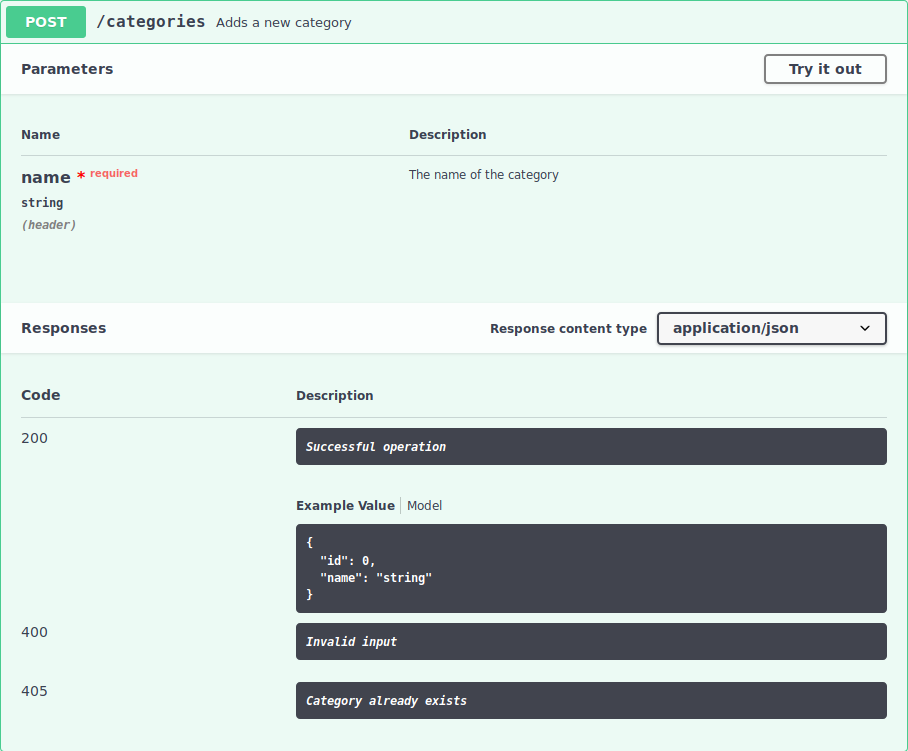 POST /categories Adds a new category
Parameters Try it out
Name Description
name * required The name of the category
string
(header)
Responses Response content type application/json
Code Description
200 Successful operation
Example Value Model
{
"id": 0,
"name": "string"
}
400 Invalid input
405 Category already exists